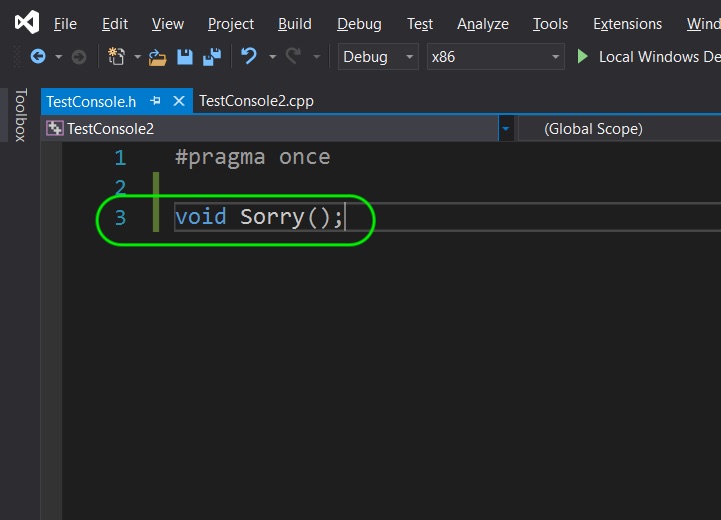 File Edit View Project Build Debug Test Analyze Tools Extensions Wind
Debug x86 Local Windows De
Toolbox
TestConsole.h TestConsole2.cpp
TestConsole2 (Global Scope)
1 #pragma once
2
3 void Sorry();